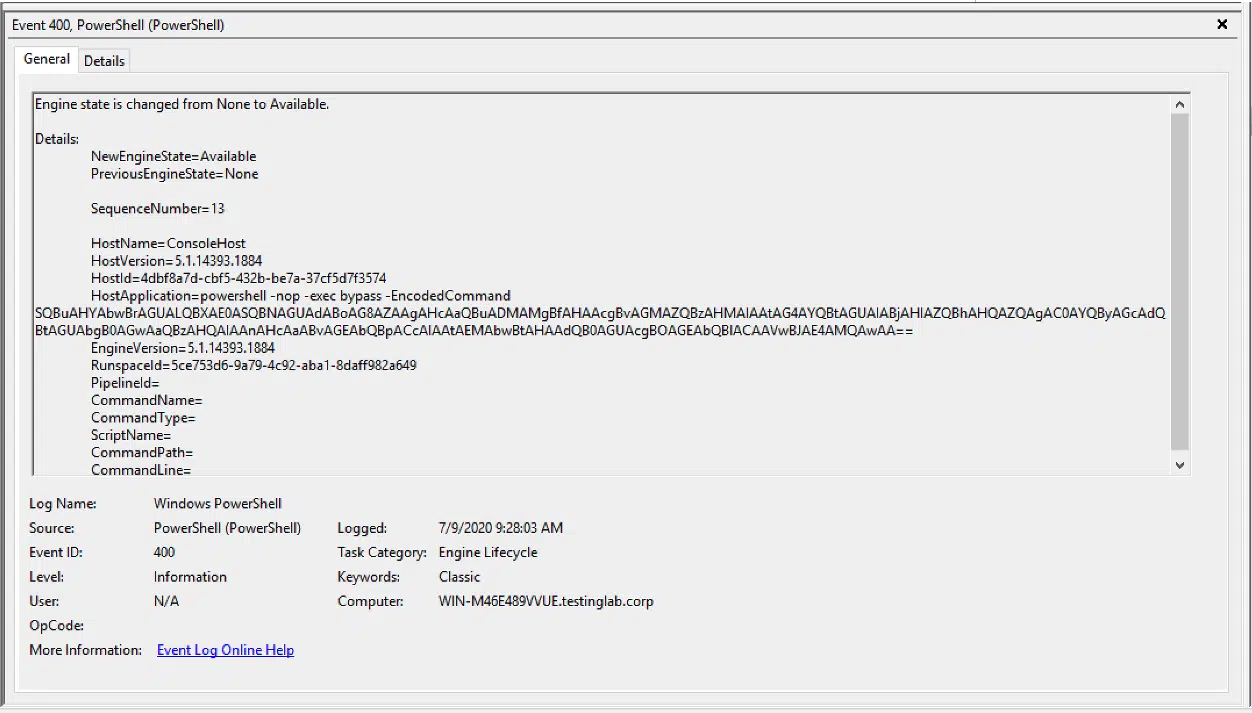 Event 400, PowerShell (PowerShell)
General
Details
Engine state is changed from None to Available.
Details:
NewEngineState=Available
PreviousEngineState=None
SequenceNumber=13
HostName=ConsoleHost
HostVersion=5.1.14393.1884
HostId=4dbf8a7d-cbf5-432b-be7a-37cf5d7f3574
HostApplication=powershell -nop -exec bypass -EncodedCommand
SQBuAHYAbwBrAGUALQBXAE0ASQBNAGUAdABoAG8AZAAgAHcAaQBuADMAMgBfAHAAcgBvAGMAZQBzAHMAIAAtAG4AYQBtAGUAIABjAHIAZQBhAHQAZQAgAC0AYQByAGcAdQ
BtAGUAbgB0AGwAaQBzAHQAIAAnAHcAaABvAGEAbQBpACcAIAAtAEMAbwBtAHAAdQB0AGUAcgBOAGEAbQBlACAAVwBJAE4AMQAwAA==
EngineVersion=5.1.14393.1884
RunspaceId=5ce753d6-9a79-4c92-aba1-8daff982a649
PipelineId=
CommandName=
CommandType=
ScriptName=
CommandPath=
CommandLine=
Log Name: Windows PowerShell
Source: PowerShell (PowerShell) Logged: 7/9/2020 9:28:03 AM
Event ID: 400 Task Category: Engine Lifecycle
Level: Information Keywords: Classic
User: N/A Computer: WIN-M46E489VVUE.testinglab.corp
OpCode:
More Information: Event Log Online Help